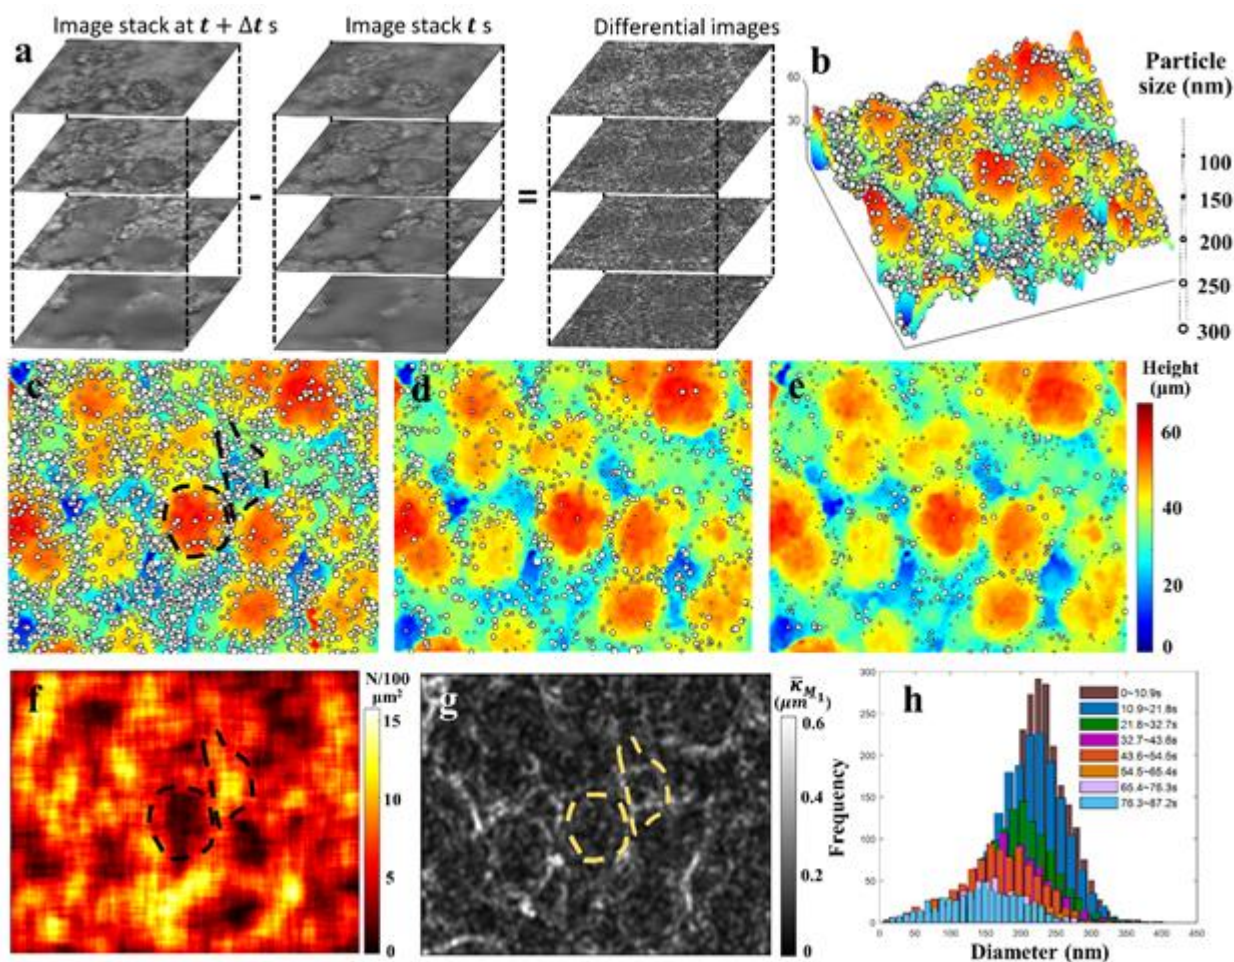 Image stack at t + Δt s
Image stack t s
Differential images
a
-
=
b
Particle
size (nm)
60
30
100
150
200
250
300
c
d
e
Height
(μm)
60
40
20
0
f
N/100
μm²
15
10
5
0
g
κ̅M₁
(μm⁻¹)
0.6
0.4
0.2
0
h
Frequency
300
250
200
150
100
50
0
0~10.9s
10.9~21.8s
21.8~32.7s
32.7~43.6s
43.6~54.5s
54.5~65.4s
65.4~76.3s
76.3~87.2s
0
50
100
150
200
250
300
350
400
450
Diameter (nm)